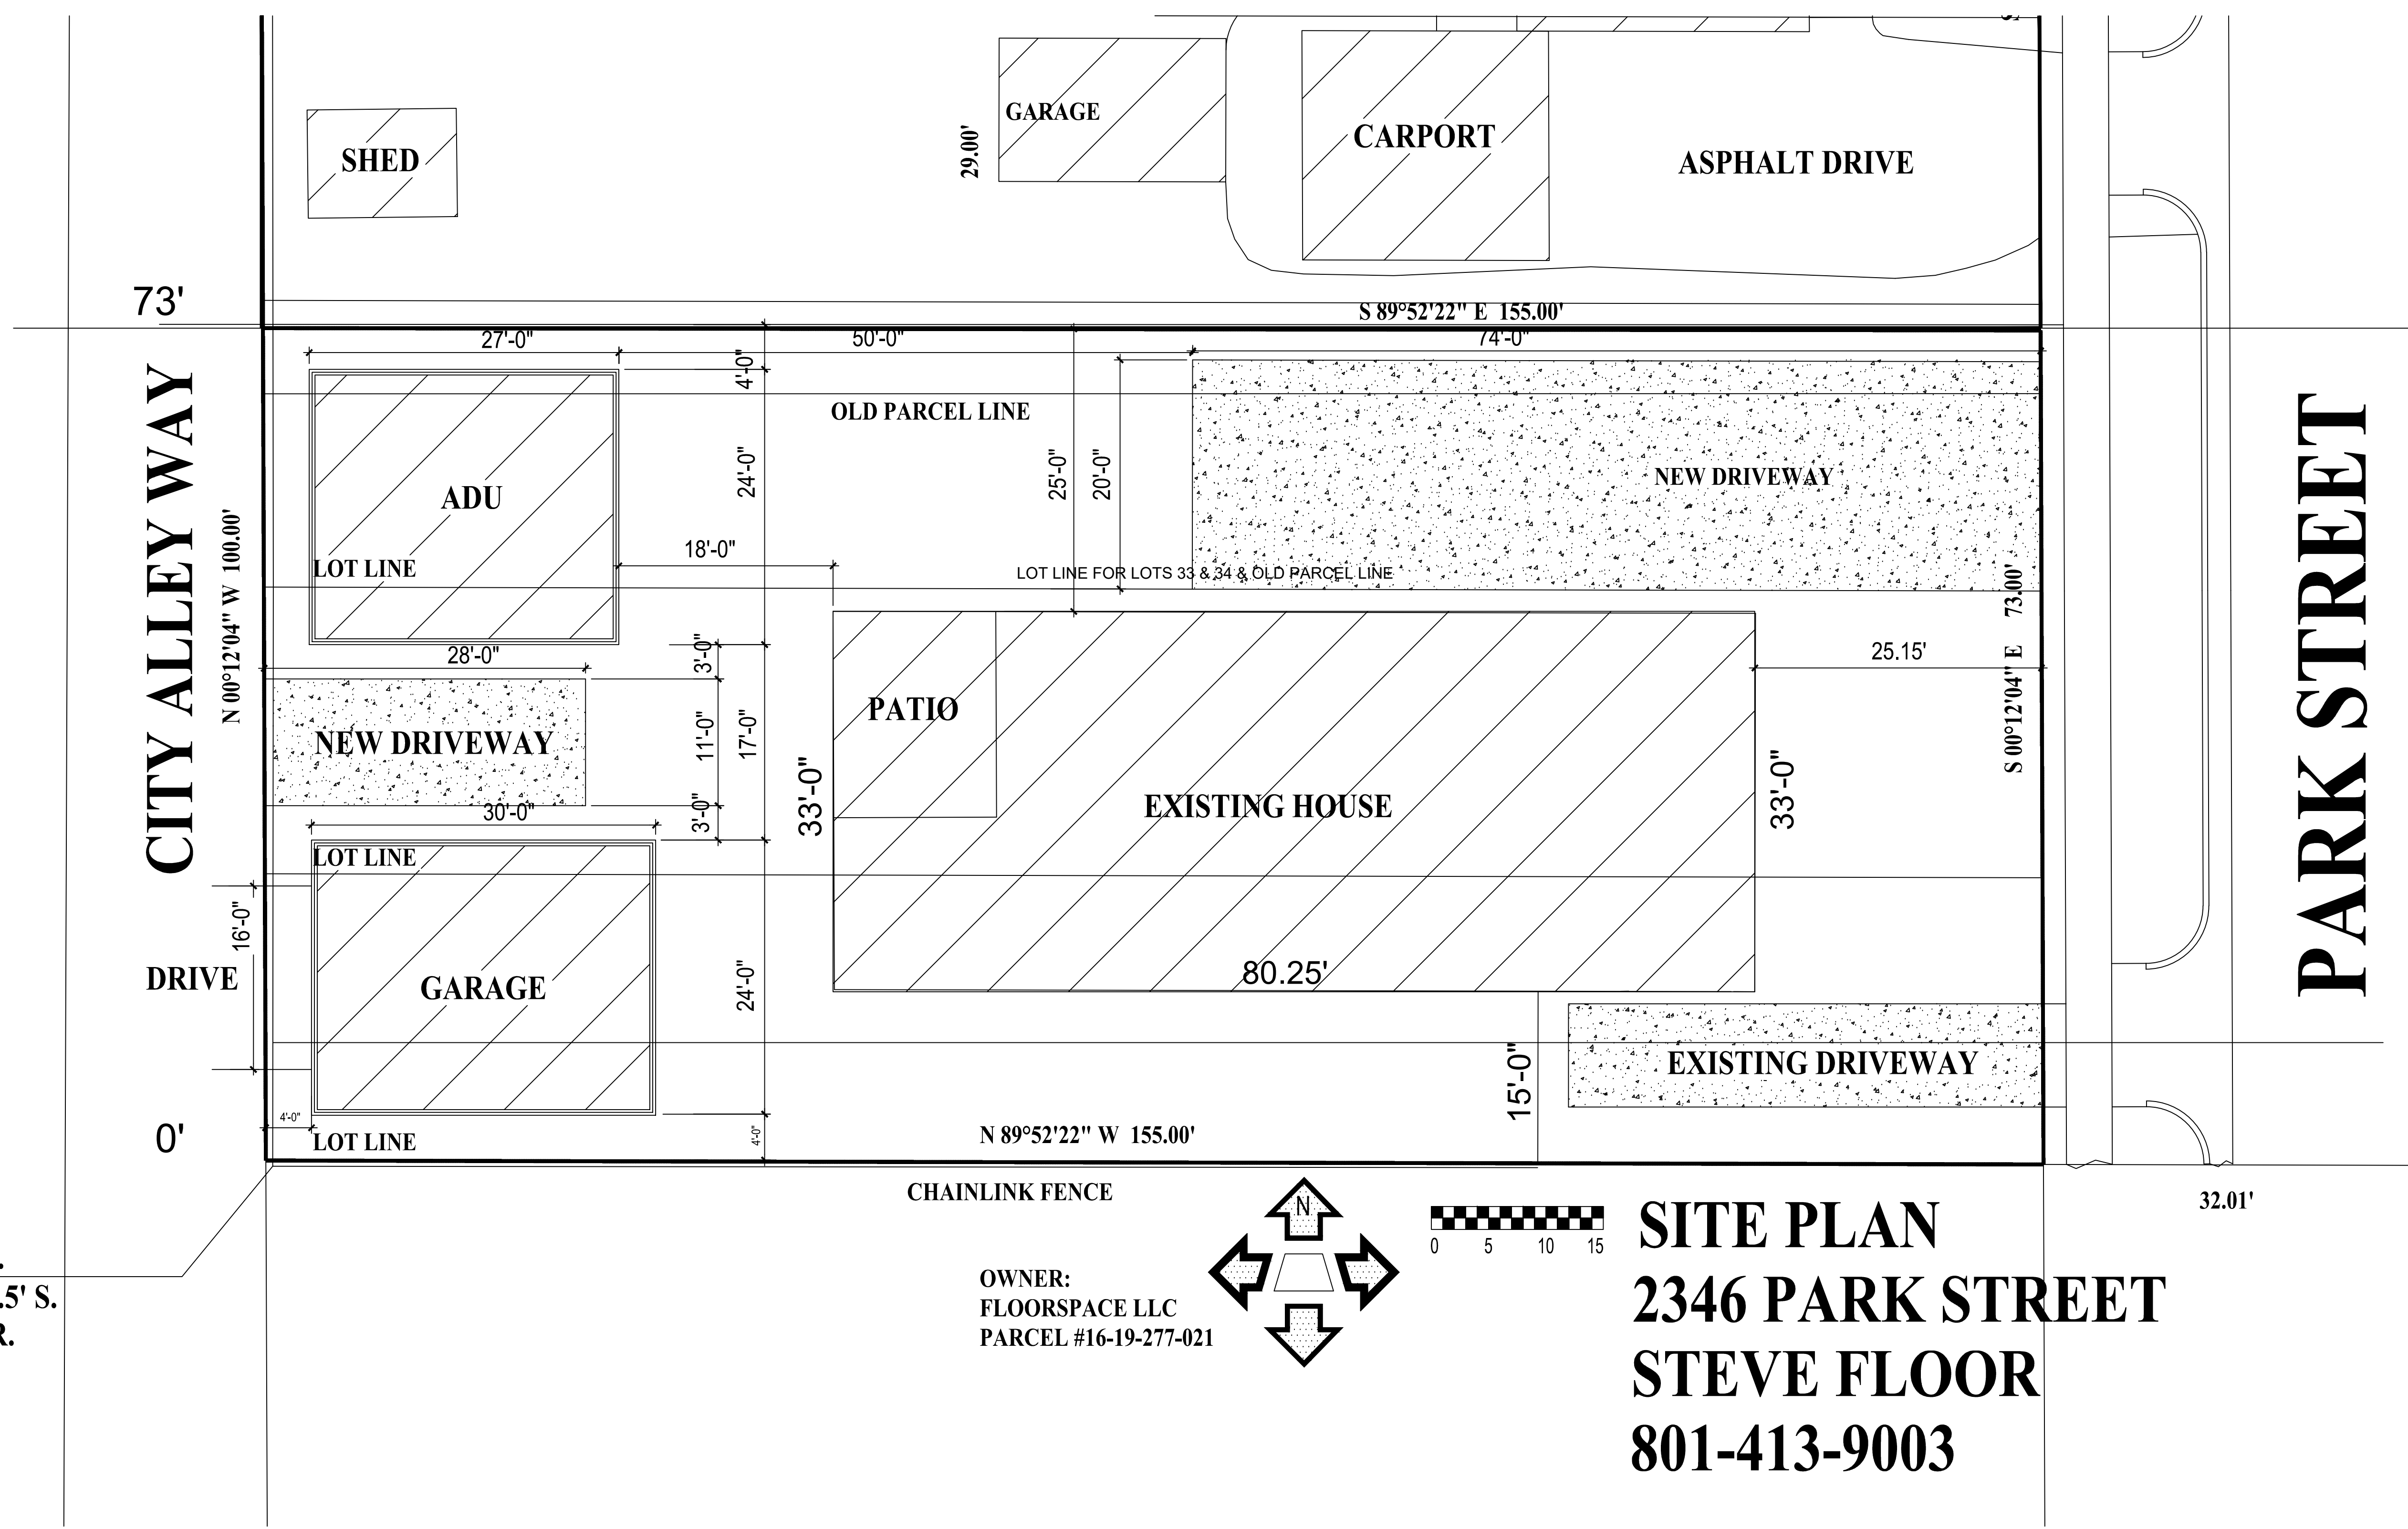 GARAGE
CARPORT
SHED
29.00'
ASPHALT DRIVE
73'
S 89°52'22" E 155.00'
27'-0"
50'-0"
74'-0"
4'-0"
OLD PARCEL LINE
CITY ALLEY WAY
N 00°12'04" W 100.00'
24'-0"
25'-0"
20'-0"
NEW DRIVEWAY
PARK STREET
ADU
18'-0"
LOT LINE
LOT LINE FOR LOTS 33 & 34 & OLD PARCEL LINE
S 00°12'04" E 73.00'
28'-0"
3'-0"
25.15'
PATIO
NEW DRIVEWAY
11'-0"
17'-0"
33'-0"
33'-0"
EXISTING HOUSE
30'-0"
3'-0"
LOT LINE
16'-0"
DRIVE
GARAGE
24'-0"
80.25'
EXISTING DRIVEWAY
15'-0"
4'-0"
0'
LOT LINE
4'-0"
N 89°52'22" W 155.00'
CHAINLINK FENCE
N
32.01'
0 5 10 15
SITE PLAN
2346 PARK STREET
STEVE FLOOR
801-413-9003
OWNER:
FLOORSPACE LLC
PARCEL #16-19-277-021
.5' S.
R.